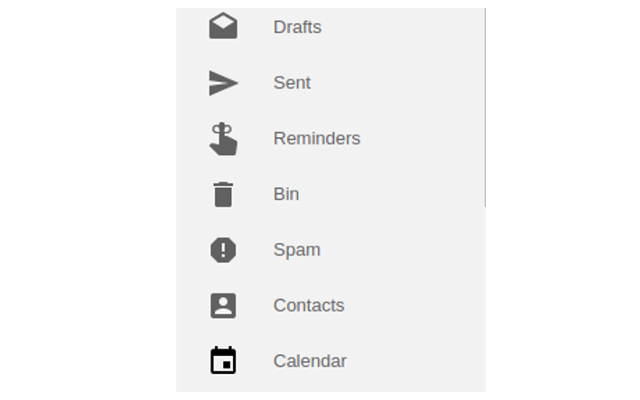 Drafts
Sent
Reminders
Bin
Spam
Contacts
Calendar